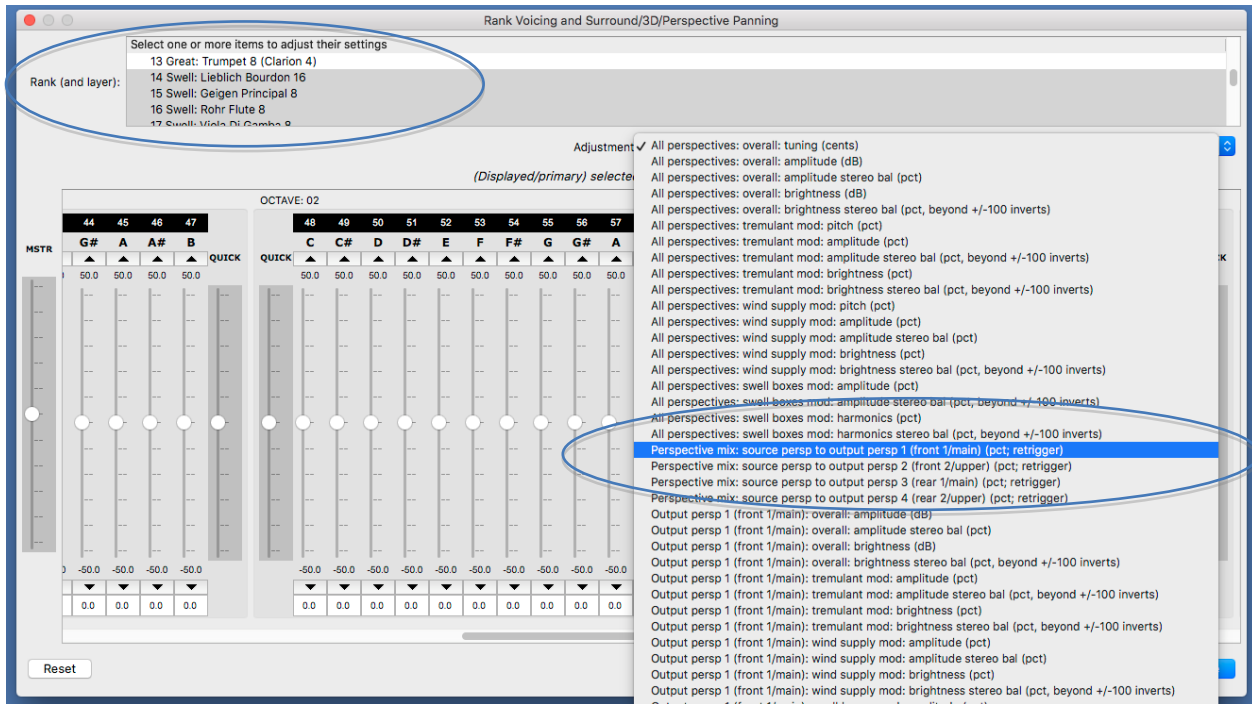 Rank Voicing and Surround/3D/Perspective Panning
Select one or more items to adjust their settings
13 Great: Trumpet 8 (Clarion 4)
Rank (and layer):
14 Swell: Lieblich Bourdon 16
15 Swell: Geigen Principal 8
16 Swell: Rohr Flute 8
17 Swell: Viola Di Gamba 8
Adjustment
✓ All perspectives: overall: tuning (cents)
All perspectives: overall: amplitude (dB)
All perspectives: overall: amplitude stereo bal (pct)
All perspectives: overall: brightness (dB)
All perspectives: overall: brightness stereo bal (pct, beyond +/-100 inverts)
All perspectives: tremulant mod: pitch (pct)
All perspectives: tremulant mod: amplitude (pct)
All perspectives: tremulant mod: amplitude stereo bal (pct, beyond +/-100 inverts)
All perspectives: tremulant mod: brightness (pct)
All perspectives: tremulant mod: brightness stereo bal (pct, beyond +/-100 inverts)
All perspectives: wind supply mod: pitch (pct)
All perspectives: wind supply mod: amplitude (pct)
All perspectives: wind supply mod: amplitude stereo bal (pct)
All perspectives: wind supply mod: brightness (pct)
All perspectives: wind supply mod: brightness stereo bal (pct, beyond +/-100 inverts)
All perspectives: swell boxes mod: amplitude (pct)
All perspectives: swell boxes mod: amplitude stereo bal (pct, beyond +/-100 inverts)
All perspectives: swell boxes mod: harmonics (pct)
All perspectives: swell boxes mod: harmonics stereo bal (pct, beyond +/-100 inverts)
Perspective mix: source persp to output persp 1 (front 1/main) (pct; retrigger)
Perspective mix: source persp to output persp 2 (front 2/upper) (pct; retrigger)
Perspective mix: source persp to output persp 3 (rear 1/main) (pct; retrigger)
Perspective mix: source persp to output persp 4 (rear 2/upper) (pct; retrigger)
Output persp 1 (front 1/main): overall: amplitude (dB)
Output persp 1 (front 1/main): overall: amplitude stereo bal (pct)
Output persp 1 (front 1/main): overall: brightness (dB)
Output persp 1 (front 1/main): overall: brightness stereo bal (pct, beyond +/-100 inverts)
Output persp 1 (front 1/main): tremulant mod: amplitude (pct)
Output persp 1 (front 1/main): tremulant mod: amplitude stereo bal (pct, beyond +/-100 inverts)
Output persp 1 (front 1/main): tremulant mod: brightness (pct)
Output persp 1 (front 1/main): tremulant mod: brightness stereo bal (pct, beyond +/-100 inverts)
Output persp 1 (front 1/main): wind supply mod: amplitude (pct)
Output persp 1 (front 1/main): wind supply mod: amplitude stereo bal (pct)
Output persp 1 (front 1/main): wind supply mod: brightness (pct)
Output persp 1 (front 1/main): wind supply mod: brightness stereo bal (pct, beyond +/-100 inverts)
(Displayed/primary) selected
OCTAVE: 02
44 45 46 47 48 49 50 51 52 53 54 55 56 57
MSTR G# A A# B QUICK QUICK C C# D D# E F F# G G# A K
50.0 50.0 50.0 50.0 50.0 50.0 50.0 50.0 50.0 50.0 50.0 50.0 50.0 50.0
-50.0 -50.0 -50.0 -50.0 -50.0 -50.0 -50.0 -50.0 -50.0 -50.0 -50.0 -50.0 -50.0 -50.0
0.0 0.0 0.0 0.0 0.0 0.0 0.0 0.0 0.0 0.0 0.0 0.0 0.0 0.0
Reset